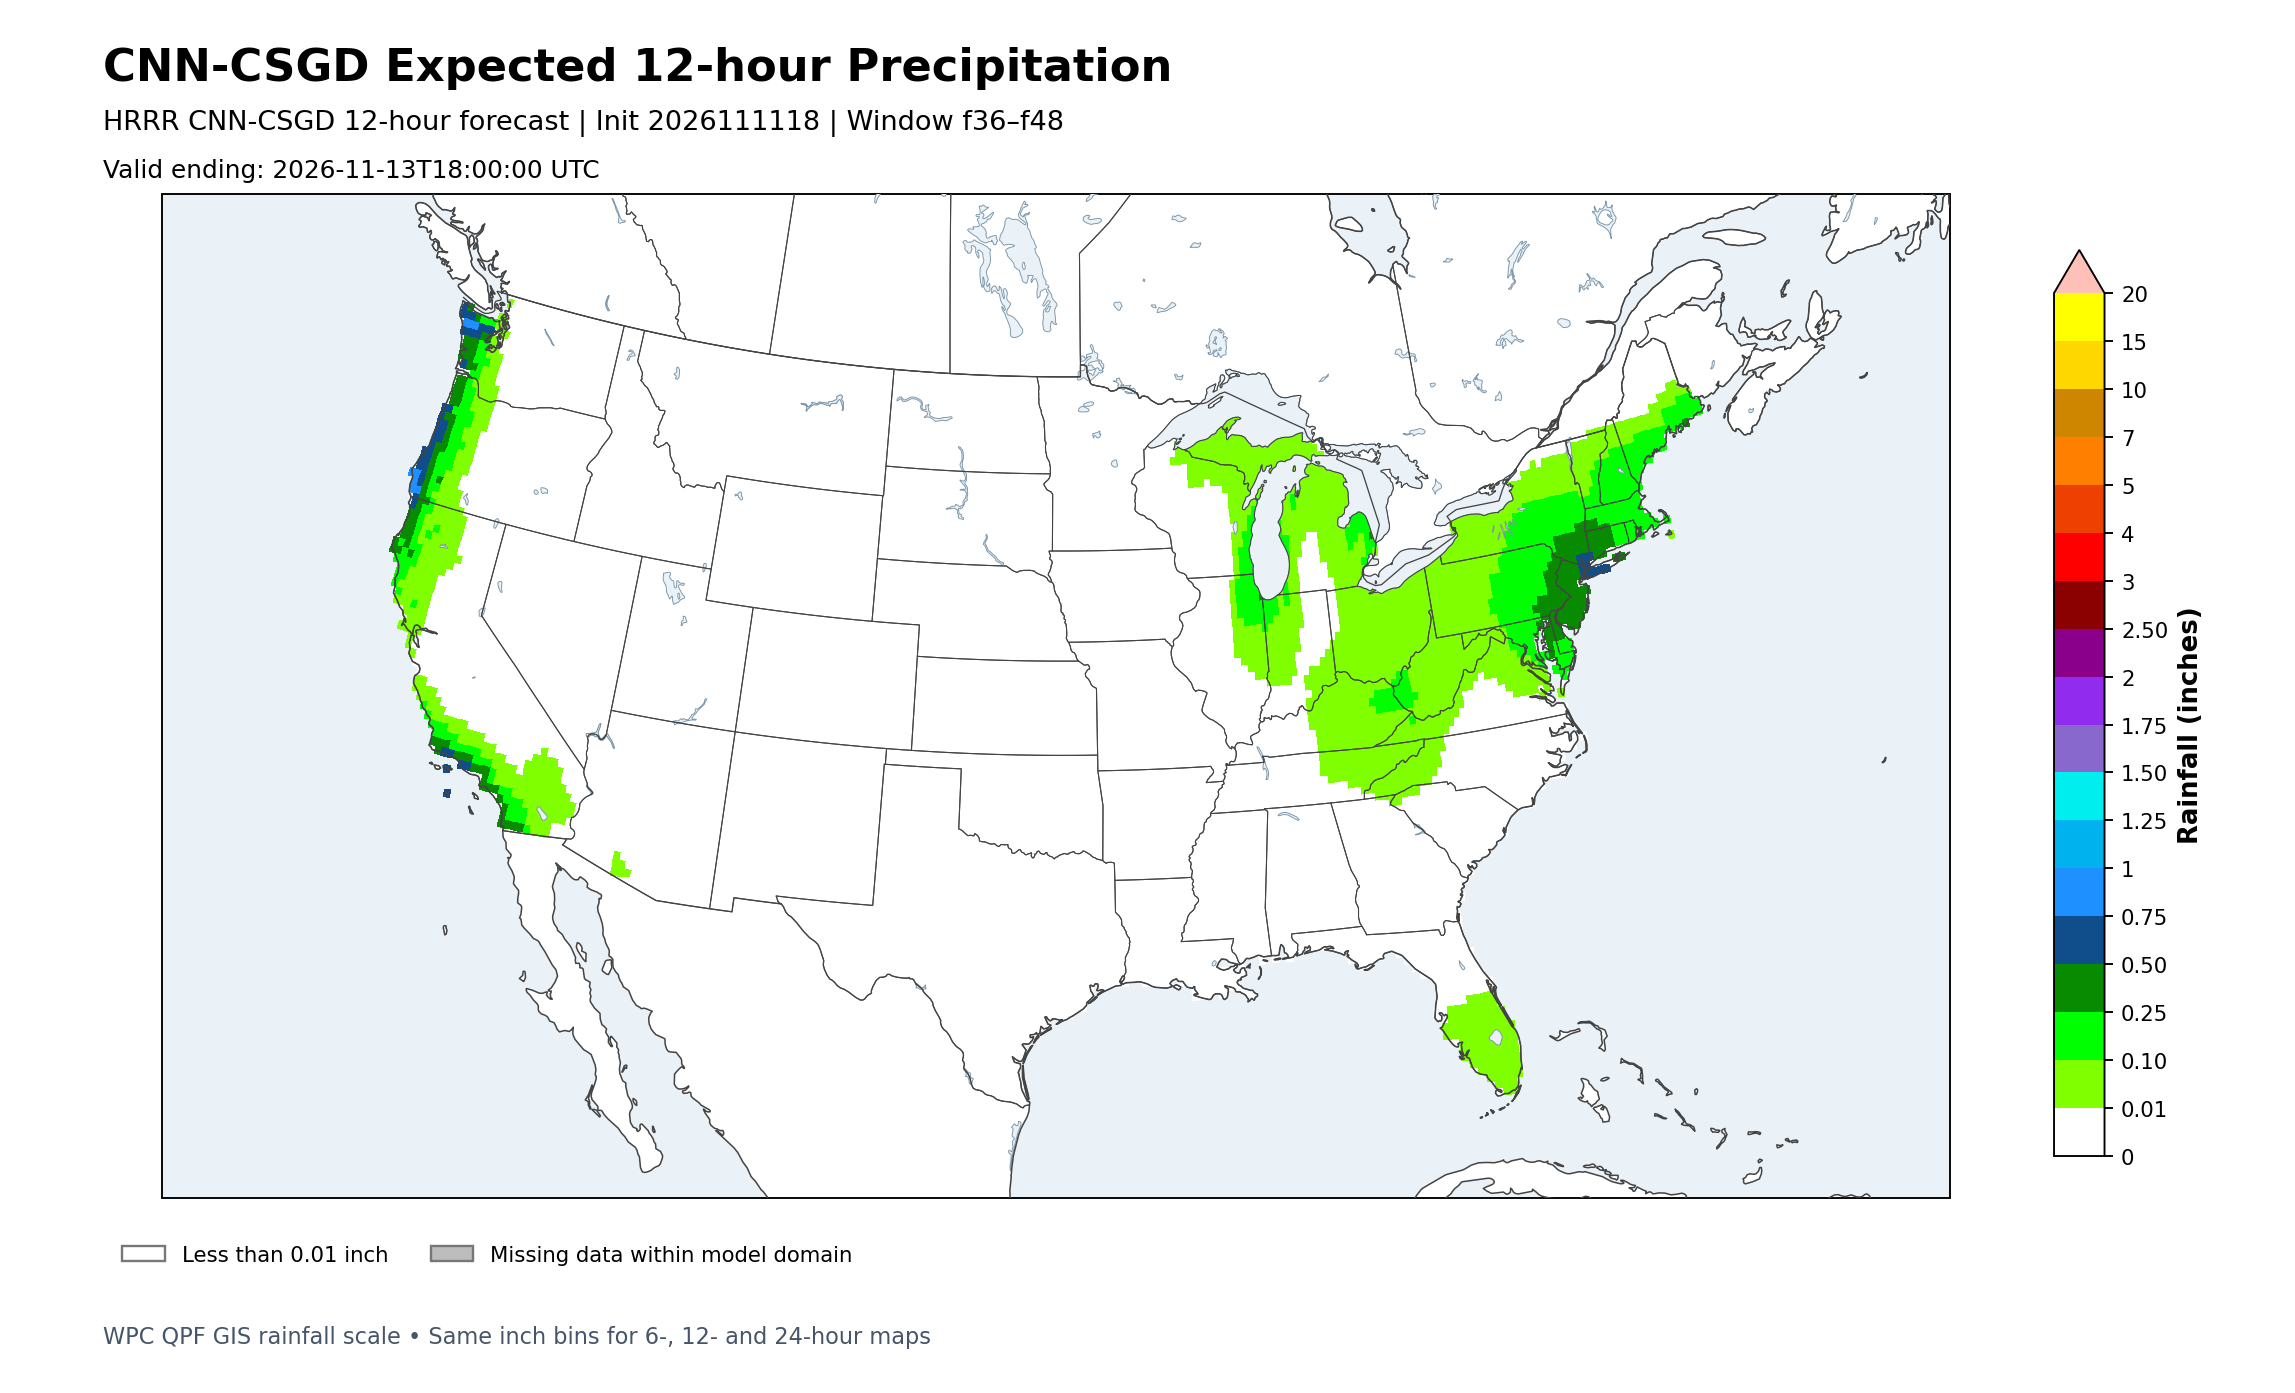 CNN-CSGD Expected 12-hour Precipitation
HRRR CNN-CSGD 12-hour forecast | Init 2026111118 | Window f36–f48
Valid ending: 2026-11-13T18:00:00 UTC
20
15
10
7
5
4
3
2.50
2
1.75
1.50
1.25
1
0.75
0.50
0.25
0.10
0.01
0
Rainfall (inches)
Less than 0.01 inch
Missing data within model domain
WPC QPF GIS rainfall scale • Same inch bins for 6-, 12- and 24-hour maps